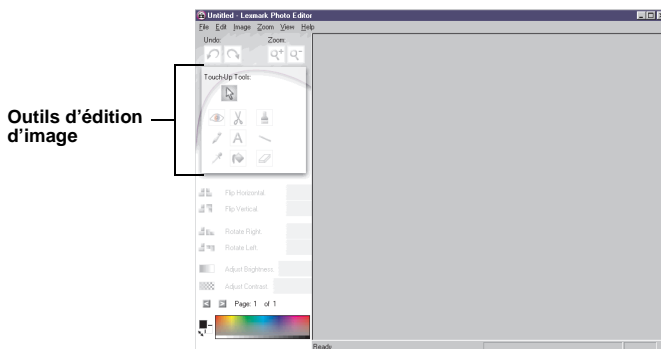 Untitled - Lexmark Photo Editor
File Edit Image Zoom View Help
Undo: Zoom:
Touch-Up Tools:
Outils d’édition
d’image
A
Flip Horizontal:
Flip Vertical:
Rotate Right:
Rotate Left:
Adjust Brightness:
Adjust Contrast:
Page: 1 of 1
Ready